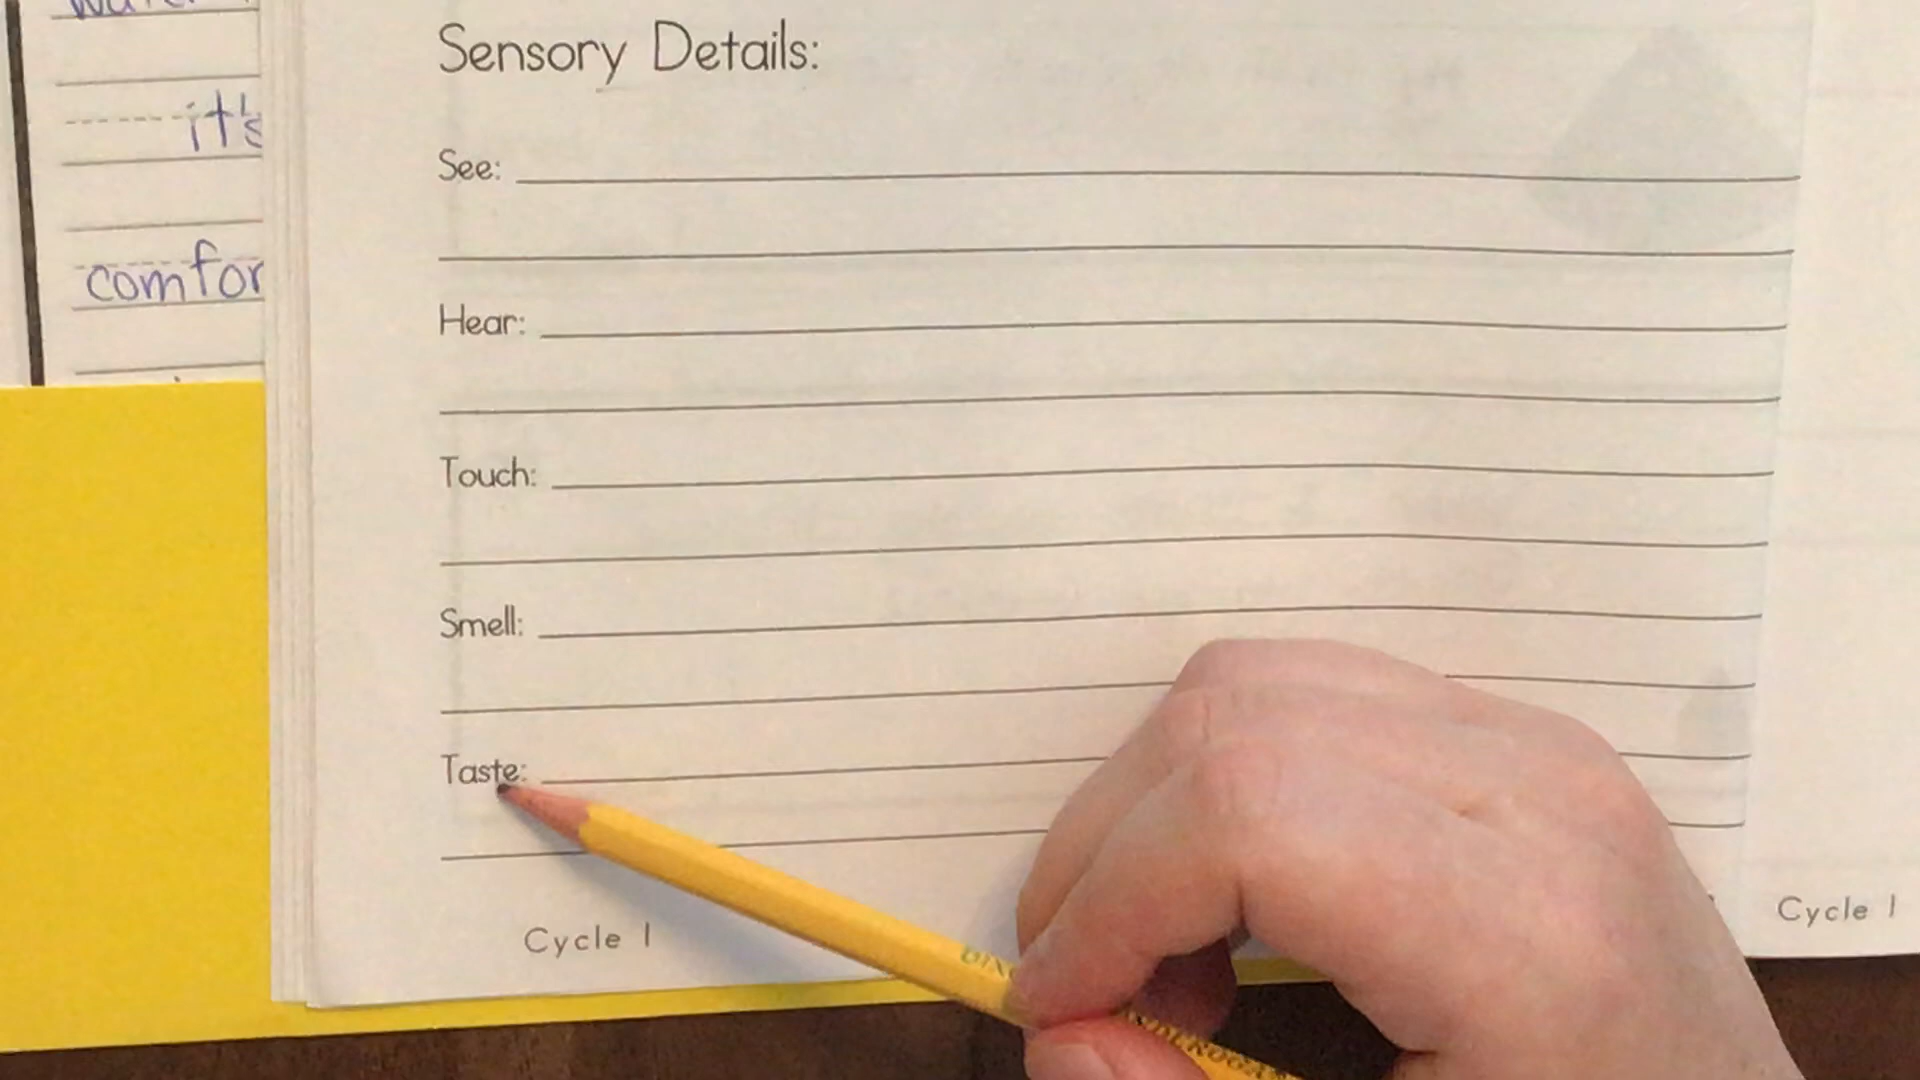 it's
comfor
Sensory Details:
See:
Hear:
Touch:
Smell:
Taste:
Cycle 1
Cycle 1